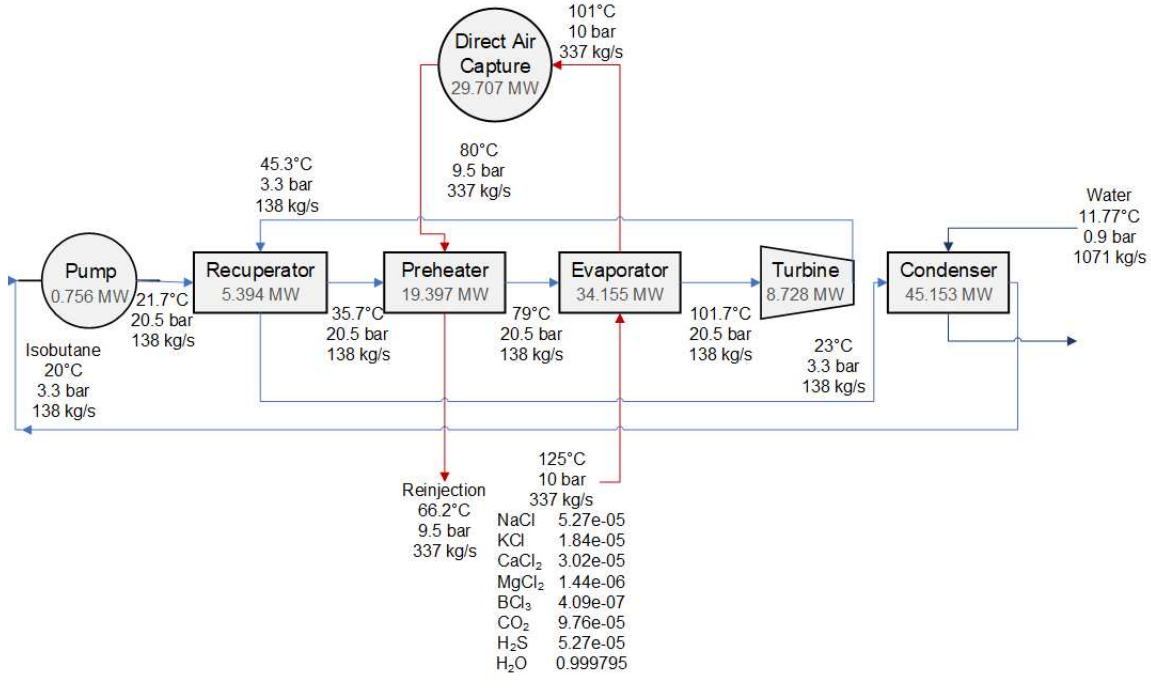 101°C
10 bar
337 kg/s
Direct Air
Capture
29.707 MW
80°C
9.5 bar
337 kg/s
45.3°C
3.3 bar
138 kg/s
Water
11.77°C
0.9 bar
1071 kg/s
Pump
0.756 MW
Recuperator
5.394 MW
Preheater
19.397 MW
Evaporator
34.155 MW
Turbine
8.728 MW
Condenser
45.153 MW
21.7°C
20.5 bar
138 kg/s
35.7°C
20.5 bar
138 kg/s
79°C
20.5 bar
138 kg/s
101.7°C
20.5 bar
138 kg/s
23°C
3.3 bar
138 kg/s
Isobutane
20°C
3.3 bar
138 kg/s
Reinjection
66.2°C
9.5 bar
337 kg/s
125°C
10 bar
337 kg/s
NaCl 5.27e-05
KCl 1.84e-05
CaCl₂ 3.02e-05
MgCl₂ 1.44e-06
BCl₃ 4.09e-07
CO₂ 9.76e-05
H₂S 5.27e-05
H₂O 0.999795